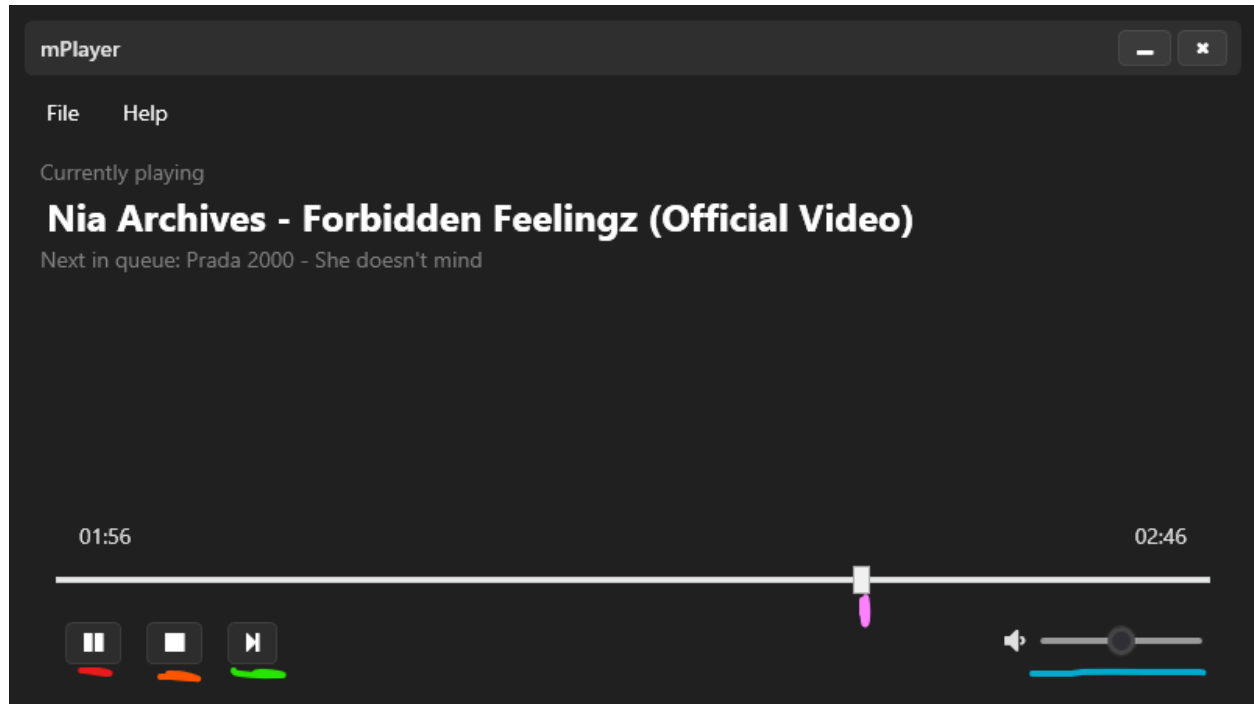 mPlayer
File Help
Currently playing
Nia Archives - Forbidden Feelingz (Official Video)
Next in queue: Prada 2000 - She doesn't mind
01:56 02:46